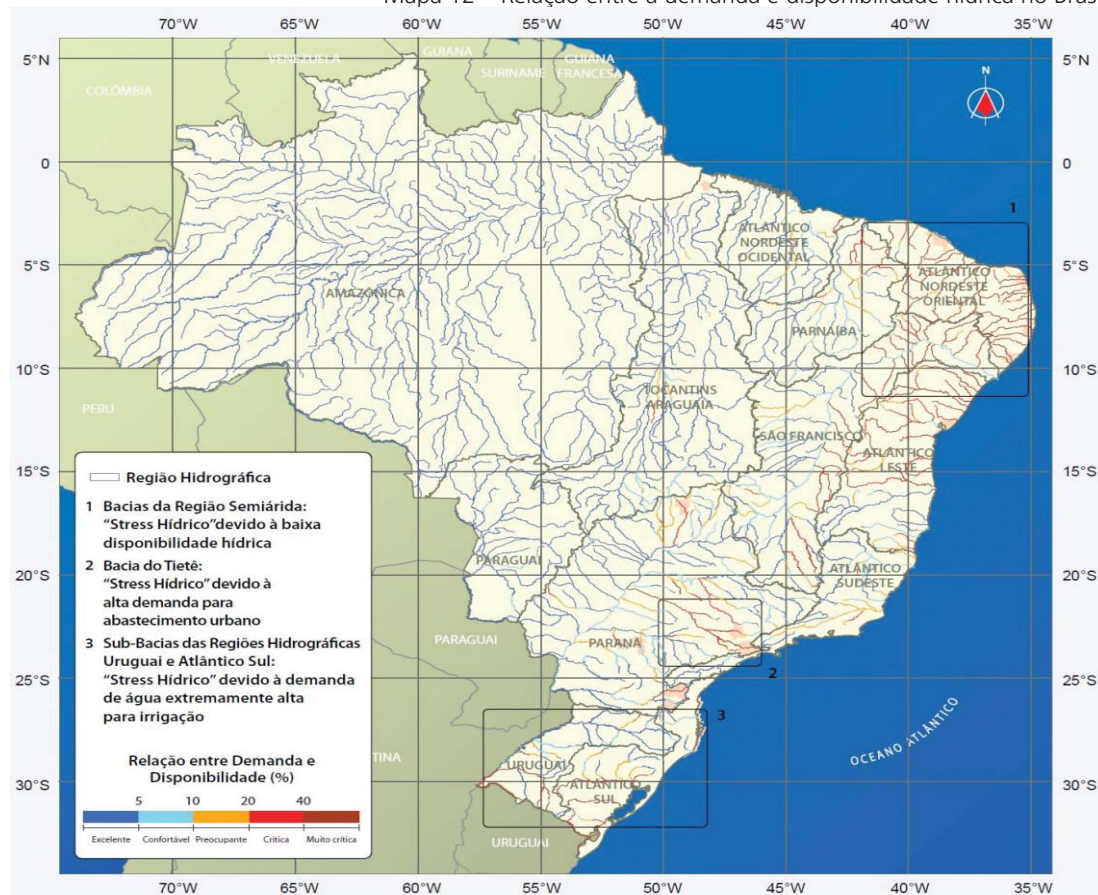 Mapa 12 – Relação entre a demanda e disponibilidade hídrica no Bras
70°W 65°W 60°W 55°W 50°W 45°W 40°W 35°W
5°N 5°N
0 0
5°S 5°S
10°S 10°S
15°S 15°S
20°S 20°S
25°S 25°S
30°S 30°S
70°W 65°W 60°W 55°W 50°W 45°W 40°W 35°W
N
COLÔMBIA
VENEZUELA
GUIANA
SURINAME
GUIANA
FRANCESA
PERU
PARAGUAI
TINA
URUGUAI
OCEANO ATLÂNTICO
AMAZÔNICA
TOCANTINS
ARAGUAIA
ATLÂNTICO
NORDESTE
OCIDENTAL
PARNAÍBA
ATLÂNTICO
NORDESTE
ORIENTAL
SÃO FRANCISCO
ATLÂNTICO
LESTE
ATLÂNTICO
SUDESTE
PARAGUAI
PARANÁ
URUGUAI
ATLÂNTICO
SUL
1
2
3
Região Hidrográfica
1 Bacias da Região Semiárida:
“Stress Hídrico”devido à baixa
disponibilidade hídrica
2 Bacia do Tietê:
“Stress Hídrico” devido à
alta demanda para
abastecimento urbano
3 Sub-Bacias das Regiões Hidrográficas
Uruguai e Atlântico Sul:
“Stress Hídrico” devido à demanda
de água extremamente alta
para irrigação
Relação entre Demanda e
Disponibilidade (%)
5 10 20 40
Excelente Confortável Preocupante Crítica Muito crítica